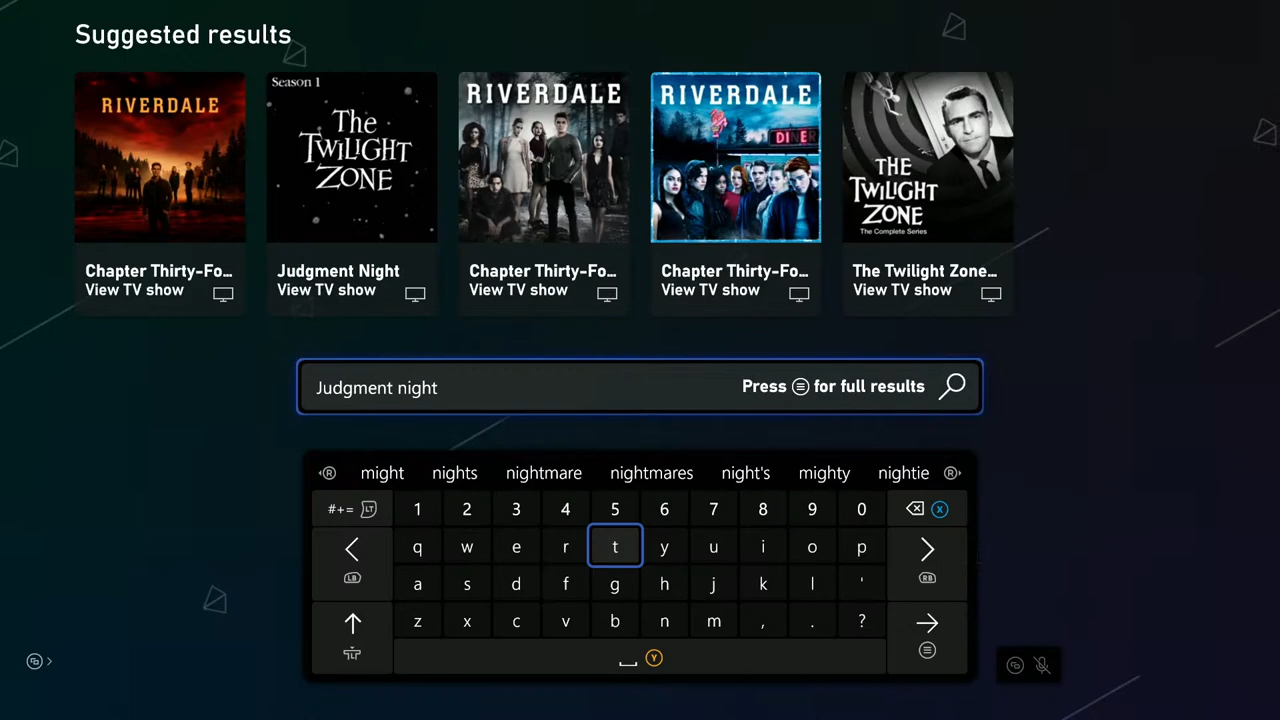 Suggested results
RIVERDALE
Season 1
The
TWILIGHT
ZONE
RIVERDALE
RIVERDALE
DINER
THE
TWILIGHT
ZONE
The Complete Series
Chapter Thirty-Fo...
View TV show
Judgment Night
View TV show
Chapter Thirty-Fo...
View TV show
Chapter Thirty-Fo...
View TV show
The Twilight Zone...
View TV show
Judgment night
Press ☰ for full results
R might nights nightmare nightmares night's mighty nightie R
#+= LT 1 2 3 4 5 6 7 8 9 0 X
q w e r t y u i o p
LB a s d f g h j k l ' RB
z x c v b n m , . ?
Y